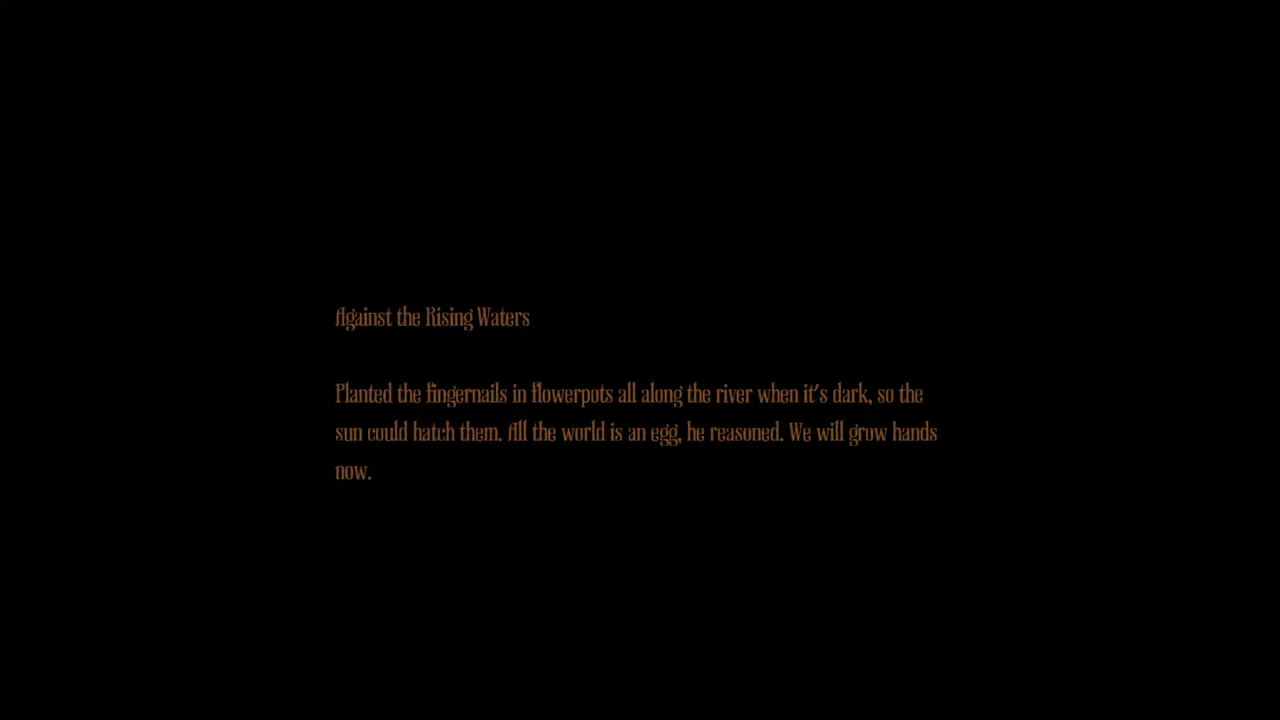 Against the Rising Waters
Planted the fingernails in flowerpots all along the river when it's dark, so the
sun could hatch them. All the world is an egg, he reasoned. We will grow hands
now.